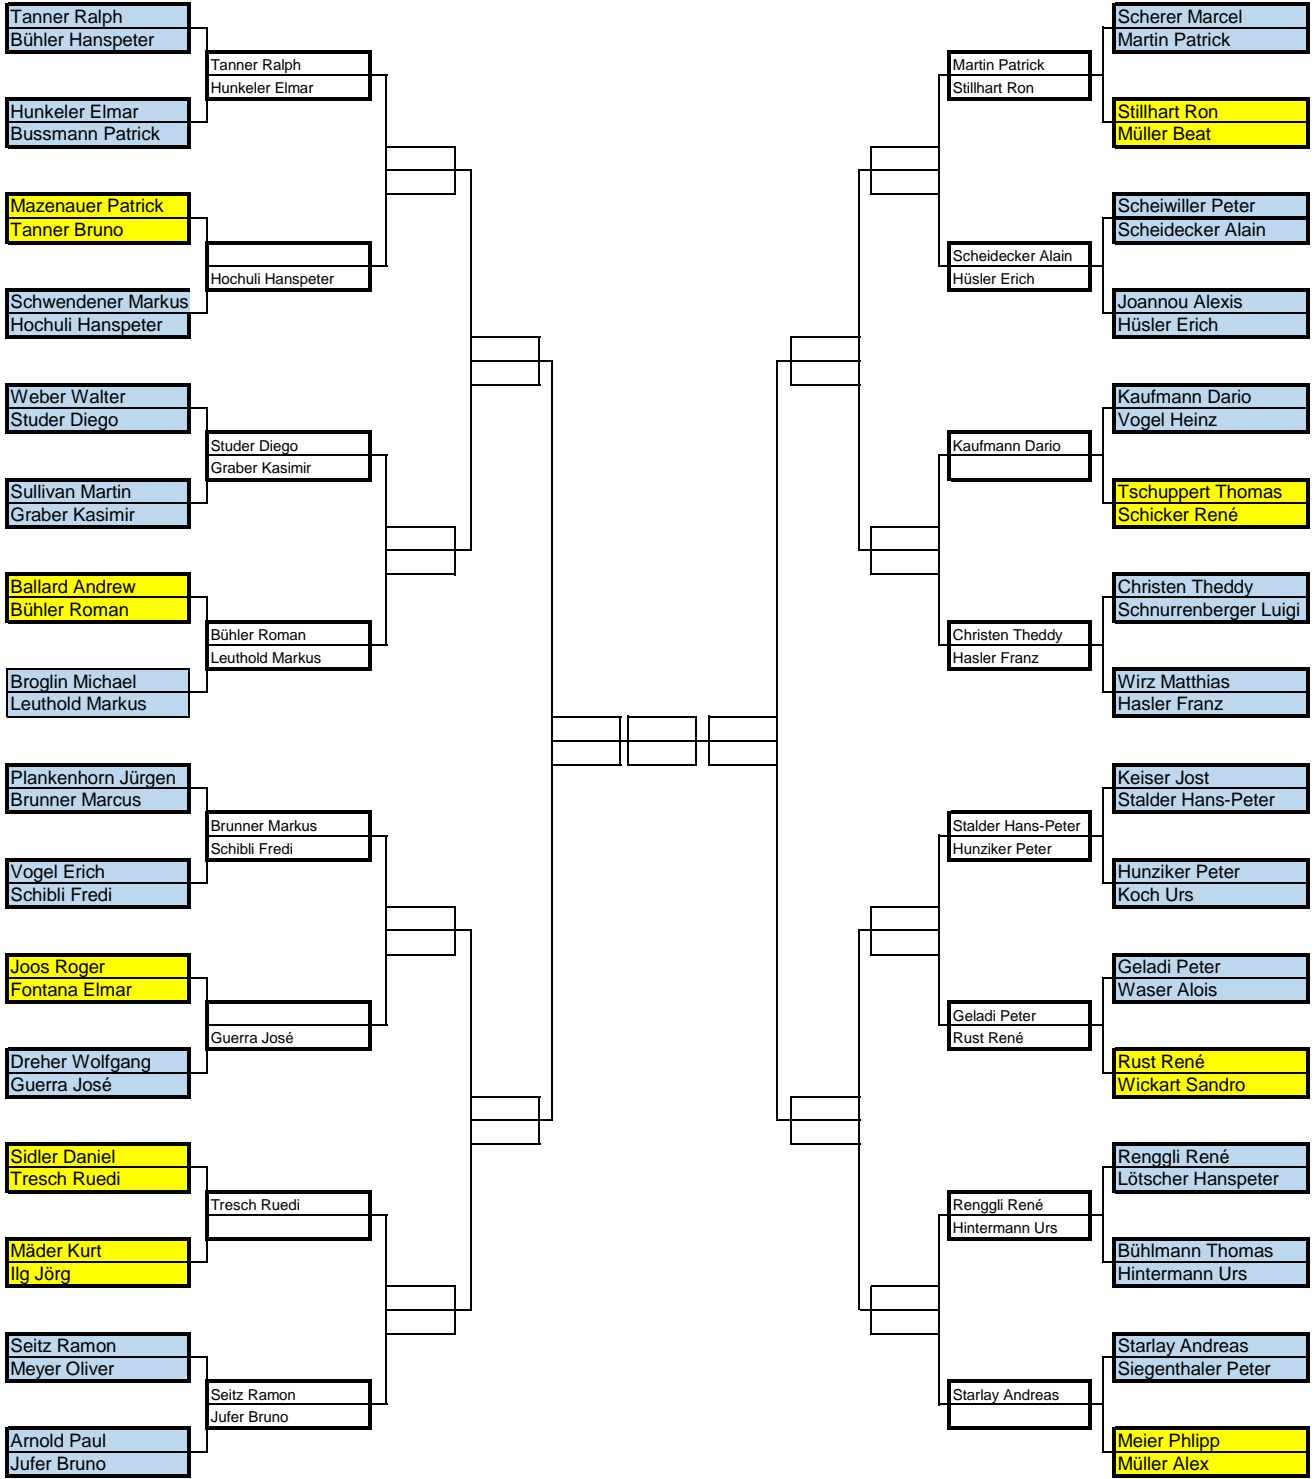 Tanner Ralph
Bühler Hanspeter
Hunkeler Elmar
Bussmann Patrick
Mazenauer Patrick
Tanner Bruno
Schwendener Markus
Hochuli Hanspeter
Weber Walter
Studer Diego
Sullivan Martin
Graber Kasimir
Ballard Andrew
Bühler Roman
Broglin Michael
Leuthold Markus
Plankenhorn Jürgen
Brunner Marcus
Vogel Erich
Schibli Fredi
Joos Roger
Fontana Elmar
Dreher Wolfgang
Guerra José
Sidler Daniel
Tresch Ruedi
Mäder Kurt
Ilg Jörg
Seitz Ramon
Meyer Oliver
Arnold Paul
Jufer Bruno
Tanner Ralph
Hunkeler Elmar
Hochuli Hanspeter
Studer Diego
Graber Kasimir
Bühler Roman
Leuthold Markus
Brunner Markus
Schibli Fredi
Guerra José
Tresch Ruedi
Seitz Ramon
Jufer Bruno
Martin Patrick
Stillhart Ron
Scheidecker Alain
Hüsler Erich
Kaufmann Dario
Christen Theddy
Hasler Franz
Stalder Hans-Peter
Hunziker Peter
Geladi Peter
Rust René
Renggli René
Hintermann Urs
Starlay Andreas
Scherer Marcel
Martin Patrick
Stillhart Ron
Müller Beat
Scheiwiller Peter
Scheidecker Alain
Joannou Alexis
Hüsler Erich
Kaufmann Dario
Vogel Heinz
Tschuppert Thomas
Schicker René
Christen Theddy
Schnurrenberger Luigi
Wirz Matthias
Hasler Franz
Keiser Jost
Stalder Hans-Peter
Hunziker Peter
Koch Urs
Geladi Peter
Waser Alois
Rust René
Wickart Sandro
Renggli René
Lötscher Hanspeter
Bühlmann Thomas
Hintermann Urs
Starlay Andreas
Siegenthaler Peter
Meier Phlipp
Müller Alex